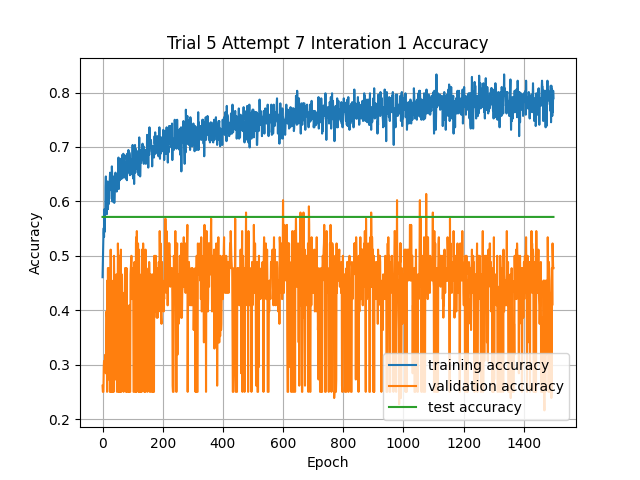 Trial 5 Attempt 7 Interation 1 Accuracy
0.8
0.7
0.6
0.5
0.4
0.3
0.2
Accuracy
training accuracy
validation accuracy
test accuracy
0 200 400 600 800 1000 1200 1400
Epoch